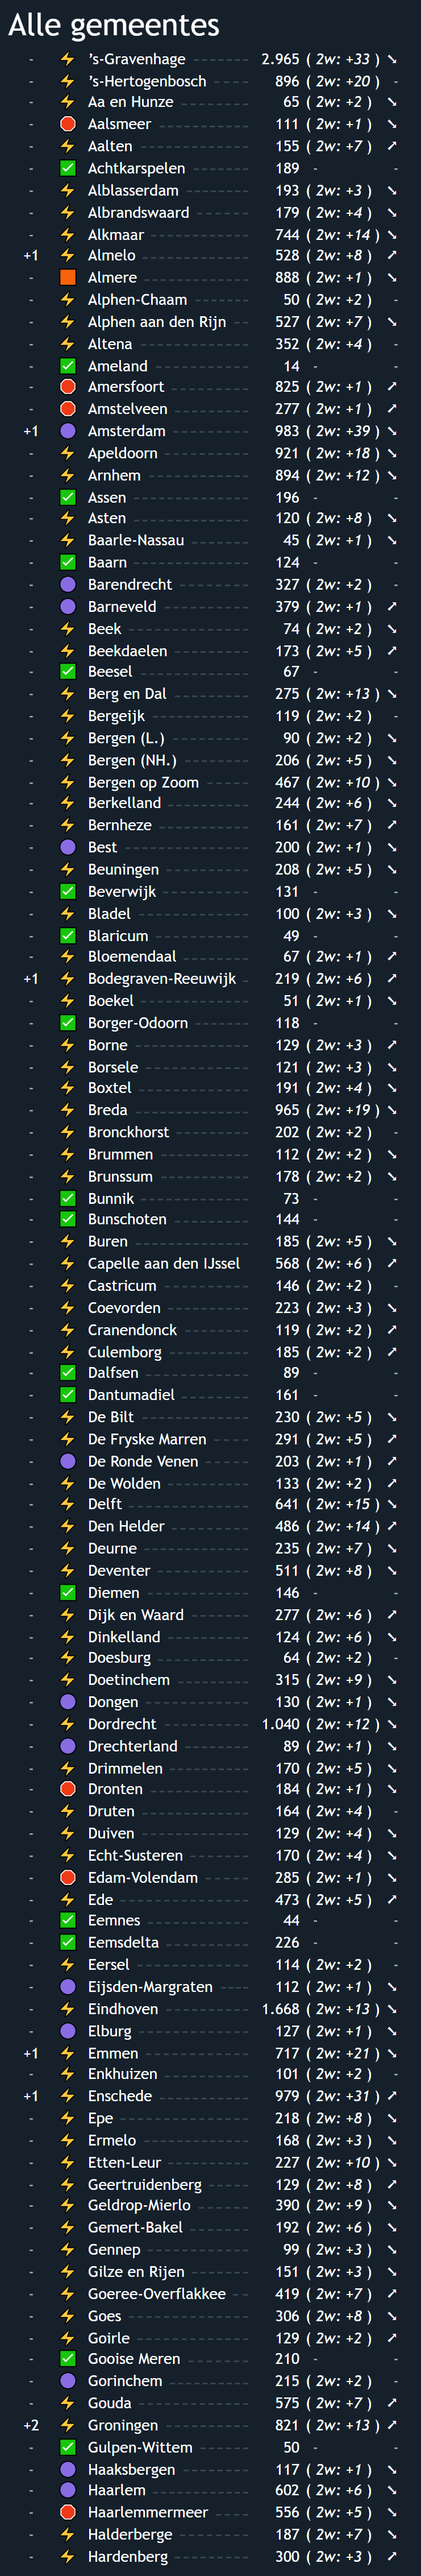 Alle gemeentes
- 's-Gravenhage 2.965 ( 2w: +33 ) ↘
- 's-Hertogenbosch 896 ( 2w: +20 ) -
- Aa en Hunze 65 ( 2w: +2 ) ↘
- Aalsmeer 111 ( 2w: +1 ) ↘
- Aalten 155 ( 2w: +7 ) ↗
- Achtkarspelen 189 - -
- Alblasserdam 193 ( 2w: +3 ) ↘
- Albrandswaard 179 ( 2w: +4 ) ↘
- Alkmaar 744 ( 2w: +14 ) ↘
+1 Almelo 528 ( 2w: +8 ) ↗
- Almere 888 ( 2w: +1 ) ↘
- Alphen-Chaam 50 ( 2w: +2 ) -
- Alphen aan den Rijn 527 ( 2w: +7 ) ↘
- Altena 352 ( 2w: +4 ) -
- Ameland 14 - -
- Amersfoort 825 ( 2w: +1 ) ↗
- Amstelveen 277 ( 2w: +1 ) ↗
+1 Amsterdam 983 ( 2w: +39 ) ↘
- Apeldoorn 921 ( 2w: +18 ) ↘
- Arnhem 894 ( 2w: +12 ) ↘
- Assen 196 - -
- Asten 120 ( 2w: +8 ) ↘
- Baarle-Nassau 45 ( 2w: +1 ) ↘
- Baarn 124 - -
- Barendrecht 327 ( 2w: +2 ) -
- Barneveld 379 ( 2w: +1 ) ↗
- Beek 74 ( 2w: +2 ) ↘
- Beekdaelen 173 ( 2w: +5 ) ↗
- Beesel 67 - -
- Berg en Dal 275 ( 2w: +13 ) ↘
- Bergeijk 119 ( 2w: +2 ) -
- Bergen (L.) 90 ( 2w: +2 ) ↘
- Bergen (NH.) 206 ( 2w: +5 ) ↘
- Bergen op Zoom 467 ( 2w: +10 ) ↘
- Berkelland 244 ( 2w: +6 ) ↘
- Bernheze 161 ( 2w: +7 ) ↗
- Best 200 ( 2w: +1 ) ↘
- Beuningen 208 ( 2w: +5 ) ↘
- Beverwijk 131 - -
- Bladel 100 ( 2w: +3 ) ↘
- Blaricum 49 - -
- Bloemendaal 67 ( 2w: +1 ) ↗
+1 Bodegraven-Reeuwijk 219 ( 2w: +6 ) ↗
- Boekel 51 ( 2w: +1 ) ↘
- Borger-Odoorn 118 - -
- Borne 129 ( 2w: +3 ) ↗
- Borsele 121 ( 2w: +3 ) ↘
- Boxtel 191 ( 2w: +4 ) ↘
- Breda 965 ( 2w: +19 ) ↘
- Bronckhorst 202 ( 2w: +2 ) -
- Brummen 112 ( 2w: +2 ) ↘
- Brunssum 178 ( 2w: +2 ) ↘
- Bunnik 73 - -
- Bunschoten 144 - -
- Buren 185 ( 2w: +5 ) ↘
- Capelle aan den IJssel 568 ( 2w: +6 ) ↗
- Castricum 146 ( 2w: +2 ) -
- Coevorden 223 ( 2w: +3 ) ↘
- Cranendonck 119 ( 2w: +2 ) ↗
- Culemborg 185 ( 2w: +2 ) ↗
- Dalfsen 89 - -
- Dantumadiel 161 - -
- De Bilt 230 ( 2w: +5 ) ↘
- De Fryske Marren 291 ( 2w: +5 ) ↗
- De Ronde Venen 203 ( 2w: +1 ) ↗
- De Wolden 133 ( 2w: +2 ) ↗
- Delft 641 ( 2w: +15 ) ↘
- Den Helder 486 ( 2w: +14 ) ↗
- Deurne 235 ( 2w: +7 ) ↘
- Deventer 511 ( 2w: +8 ) ↘
- Diemen 146 - -
- Dijk en Waard 277 ( 2w: +6 ) ↗
- Dinkelland 124 ( 2w: +6 ) ↘
- Doesburg 64 ( 2w: +2 ) -
- Doetinchem 315 ( 2w: +9 ) ↘
- Dongen 130 ( 2w: +1 ) ↘
- Dordrecht 1.040 ( 2w: +12 ) ↘
- Drechterland 89 ( 2w: +1 ) ↘
- Drimmelen 170 ( 2w: +5 ) ↘
- Dronten 184 ( 2w: +1 ) ↘
- Druten 164 ( 2w: +4 ) -
- Duiven 129 ( 2w: +4 ) ↘
- Echt-Susteren 170 ( 2w: +4 ) ↘
- Edam-Volendam 285 ( 2w: +1 ) ↘
- Ede 473 ( 2w: +5 ) ↗
- Eemnes 44 - -
- Eemsdelta 226 - -
- Eersel 114 ( 2w: +2 ) -
- Eijsden-Margraten 112 ( 2w: +1 ) ↘
- Eindhoven 1.668 ( 2w: +13 ) ↘
- Elburg 127 ( 2w: +1 ) ↘
+1 Emmen 717 ( 2w: +21 ) ↘
- Enkhuizen 101 ( 2w: +2 ) -
+1 Enschede 979 ( 2w: +31 ) ↗
- Epe 218 ( 2w: +8 ) ↘
- Ermelo 168 ( 2w: +3 ) ↘
- Etten-Leur 227 ( 2w: +10 ) ↘
- Geertruidenberg 129 ( 2w: +8 ) ↗
- Geldrop-Mierlo 390 ( 2w: +9 ) ↘
- Gemert-Bakel 192 ( 2w: +6 ) ↘
- Gennep 99 ( 2w: +3 ) ↘
- Gilze en Rijen 151 ( 2w: +3 ) ↘
- Goeree-Overflakkee 419 ( 2w: +7 ) ↗
- Goes 306 ( 2w: +8 ) ↘
- Goirle 129 ( 2w: +2 ) ↗
- Gooise Meren 210 - -
- Gorinchem 215 ( 2w: +2 ) -
- Gouda 575 ( 2w: +7 ) ↗
+2 Groningen 821 ( 2w: +13 ) ↗
- Gulpen-Wittem 50 - -
- Haaksbergen 117 ( 2w: +1 ) ↘
- Haarlem 602 ( 2w: +6 ) ↘
- Haarlemmermeer 556 ( 2w: +5 ) ↘
- Halderberge 187 ( 2w: +7 ) ↘
- Hardenberg 300 ( 2w: +3 ) ↗